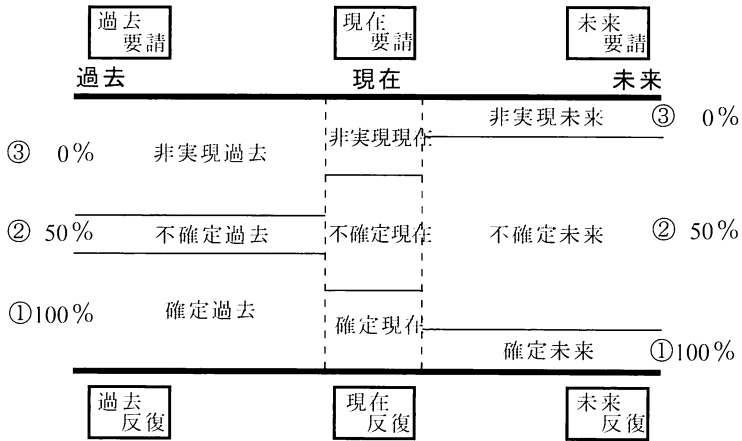 過去
要請
現在
要請
未来
要請
過去
現在
未来
非実現未来
③ 0%
非実現現在
③ 0%
非実現過去
② 50%
不確定過去
不確定現在
不確定未来
② 50%
①100%
確定過去
確定現在
確定未来
①100%
過去
反復
現在
反復
未来
反復